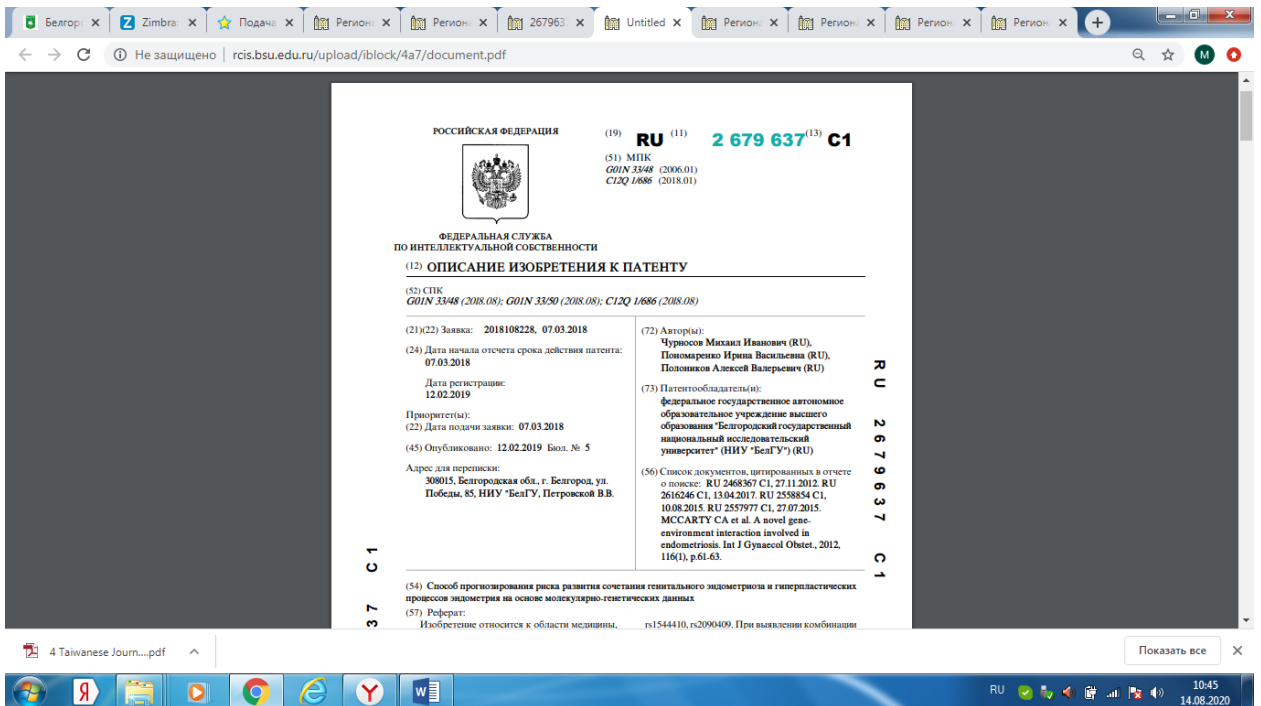 Белгор
Zimbra:
Подача
Региона
Региона
267963
Untitled
Региона
Региона
Региона
Региона
Не защищено | rcis.bsu.edu.ru/upload/iblock/4a7/document.pdf
М
РОССИЙСКАЯ ФЕДЕРАЦИЯ
ФЕДЕРАЛЬНАЯ СЛУЖБА
ПО ИНТЕЛЛЕКТУАЛЬНОЙ СОБСТВЕННОСТИ
(19) RU (11) 2 679 637 (13) C1
(51) МПК
G01N 33/48 (2006.01)
C12Q 1/686 (2018.01)
(12) ОПИСАНИЕ ИЗОБРЕТЕНИЯ К ПАТЕНТУ
(52) СПК
G01N 33/48 (2018.08); G01N 33/50 (2018.08); C12Q 1/686 (2018.08)
(21)(22) Заявка: 2018108228, 07.03.2018
(24) Дата начала отсчета срока действия патента:
07.03.2018
Дата регистрации:
12.02.2019
Приоритет(ы):
(22) Дата подачи заявки: 07.03.2018
(45) Опубликовано: 12.02.2019 Бюл. № 5
Адрес для переписки:
308015, Белгородская обл., г. Белгород, ул.
Победы, 85, НИУ "БелГУ", Петровской В.В.
(72) Автор(ы):
Чурносов Михаил Иванович (RU),
Пономаренко Ирина Васильевна (RU),
Полоников Алексей Валерьевич (RU)
(73) Патентообладатель(и):
федеральное государственное автономное
образовательное учреждение высшего
образования "Белгородский государственный
национальный исследовательский
университет" (НИУ "БелГУ") (RU)
(56) Список документов, цитированных в отчете
о поиске: RU 2468367 C1, 27.11.2012. RU
2616246 C1, 13.04.2017. RU 2558854 C1,
10.08.2015. RU 2557977 C1, 27.07.2015.
MCCARTY CA et al. A novel gene-
environment interaction involved in
endometriosis. Int J Gynaecol Obstet., 2012,
116(1), p.61-63.
RU 2679637 C1
37 C1
(54) Способ прогнозирования риска развития сочетания генитального эндометриоза и гиперпластических
процессов эндометрия на основе молекулярно-генетических данных
(57) Реферат:
Изобретение относится к области медицины,
rs1544410, rs2090409. При выявлении комбинации
4 Taiwanese Journ....pdf
Показать все
RU
10:45
14.08.2020